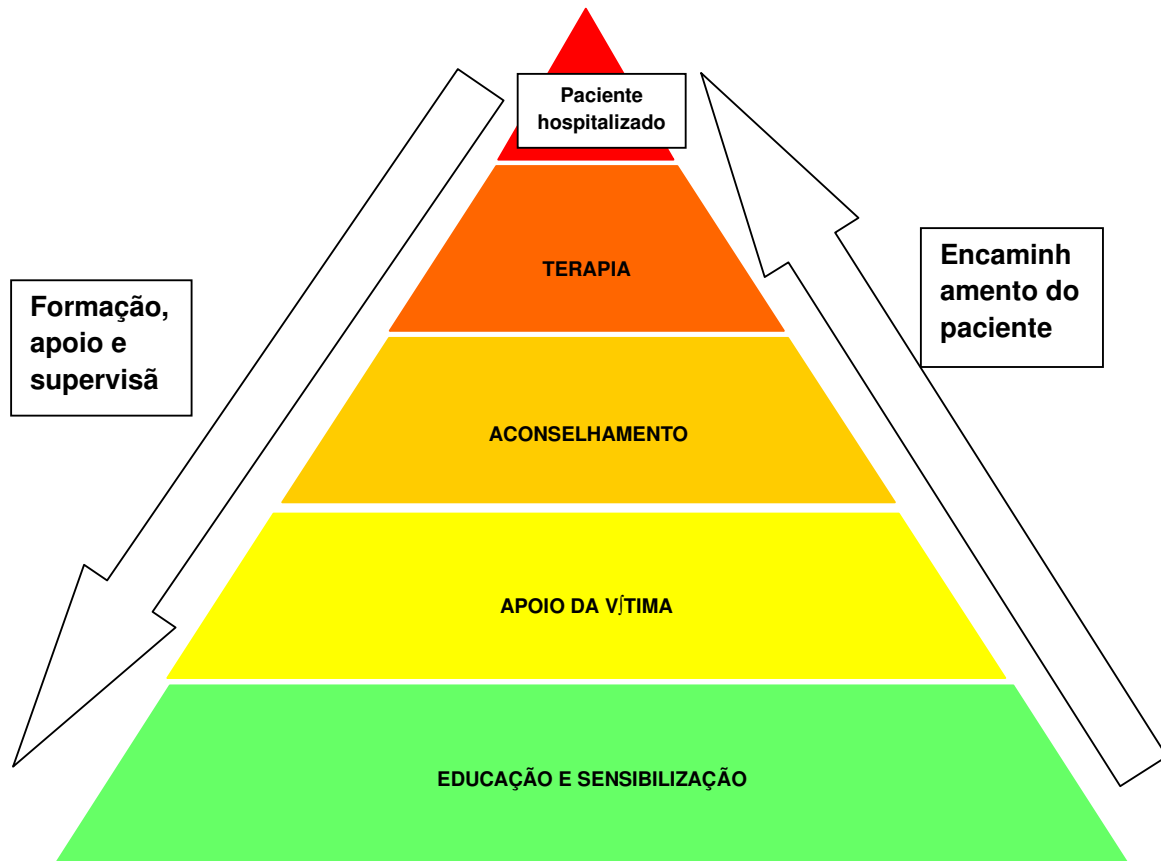 Paciente
hospitalizado
TERAPIA
Encaminh
amento do
paciente
Formação,
apoio e
supervisã
ACONSELHAMENTO
APOIO DA V∫TIMA
EDUCAÇÃO E SENSIBILIZAÇÃO